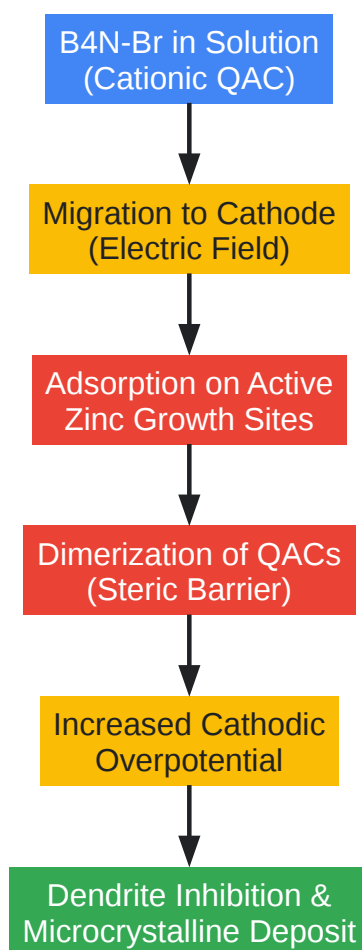 B4N-Br in Solution
(Cationic QAC)
Migration to Cathode
(Electric Field)
Adsorption on Active
Zinc Growth Sites
Dimerization of QACs
(Steric Barrier)
Increased Cathodic
Overpotential
Dendrite Inhibition &
Microcrystalline Deposit